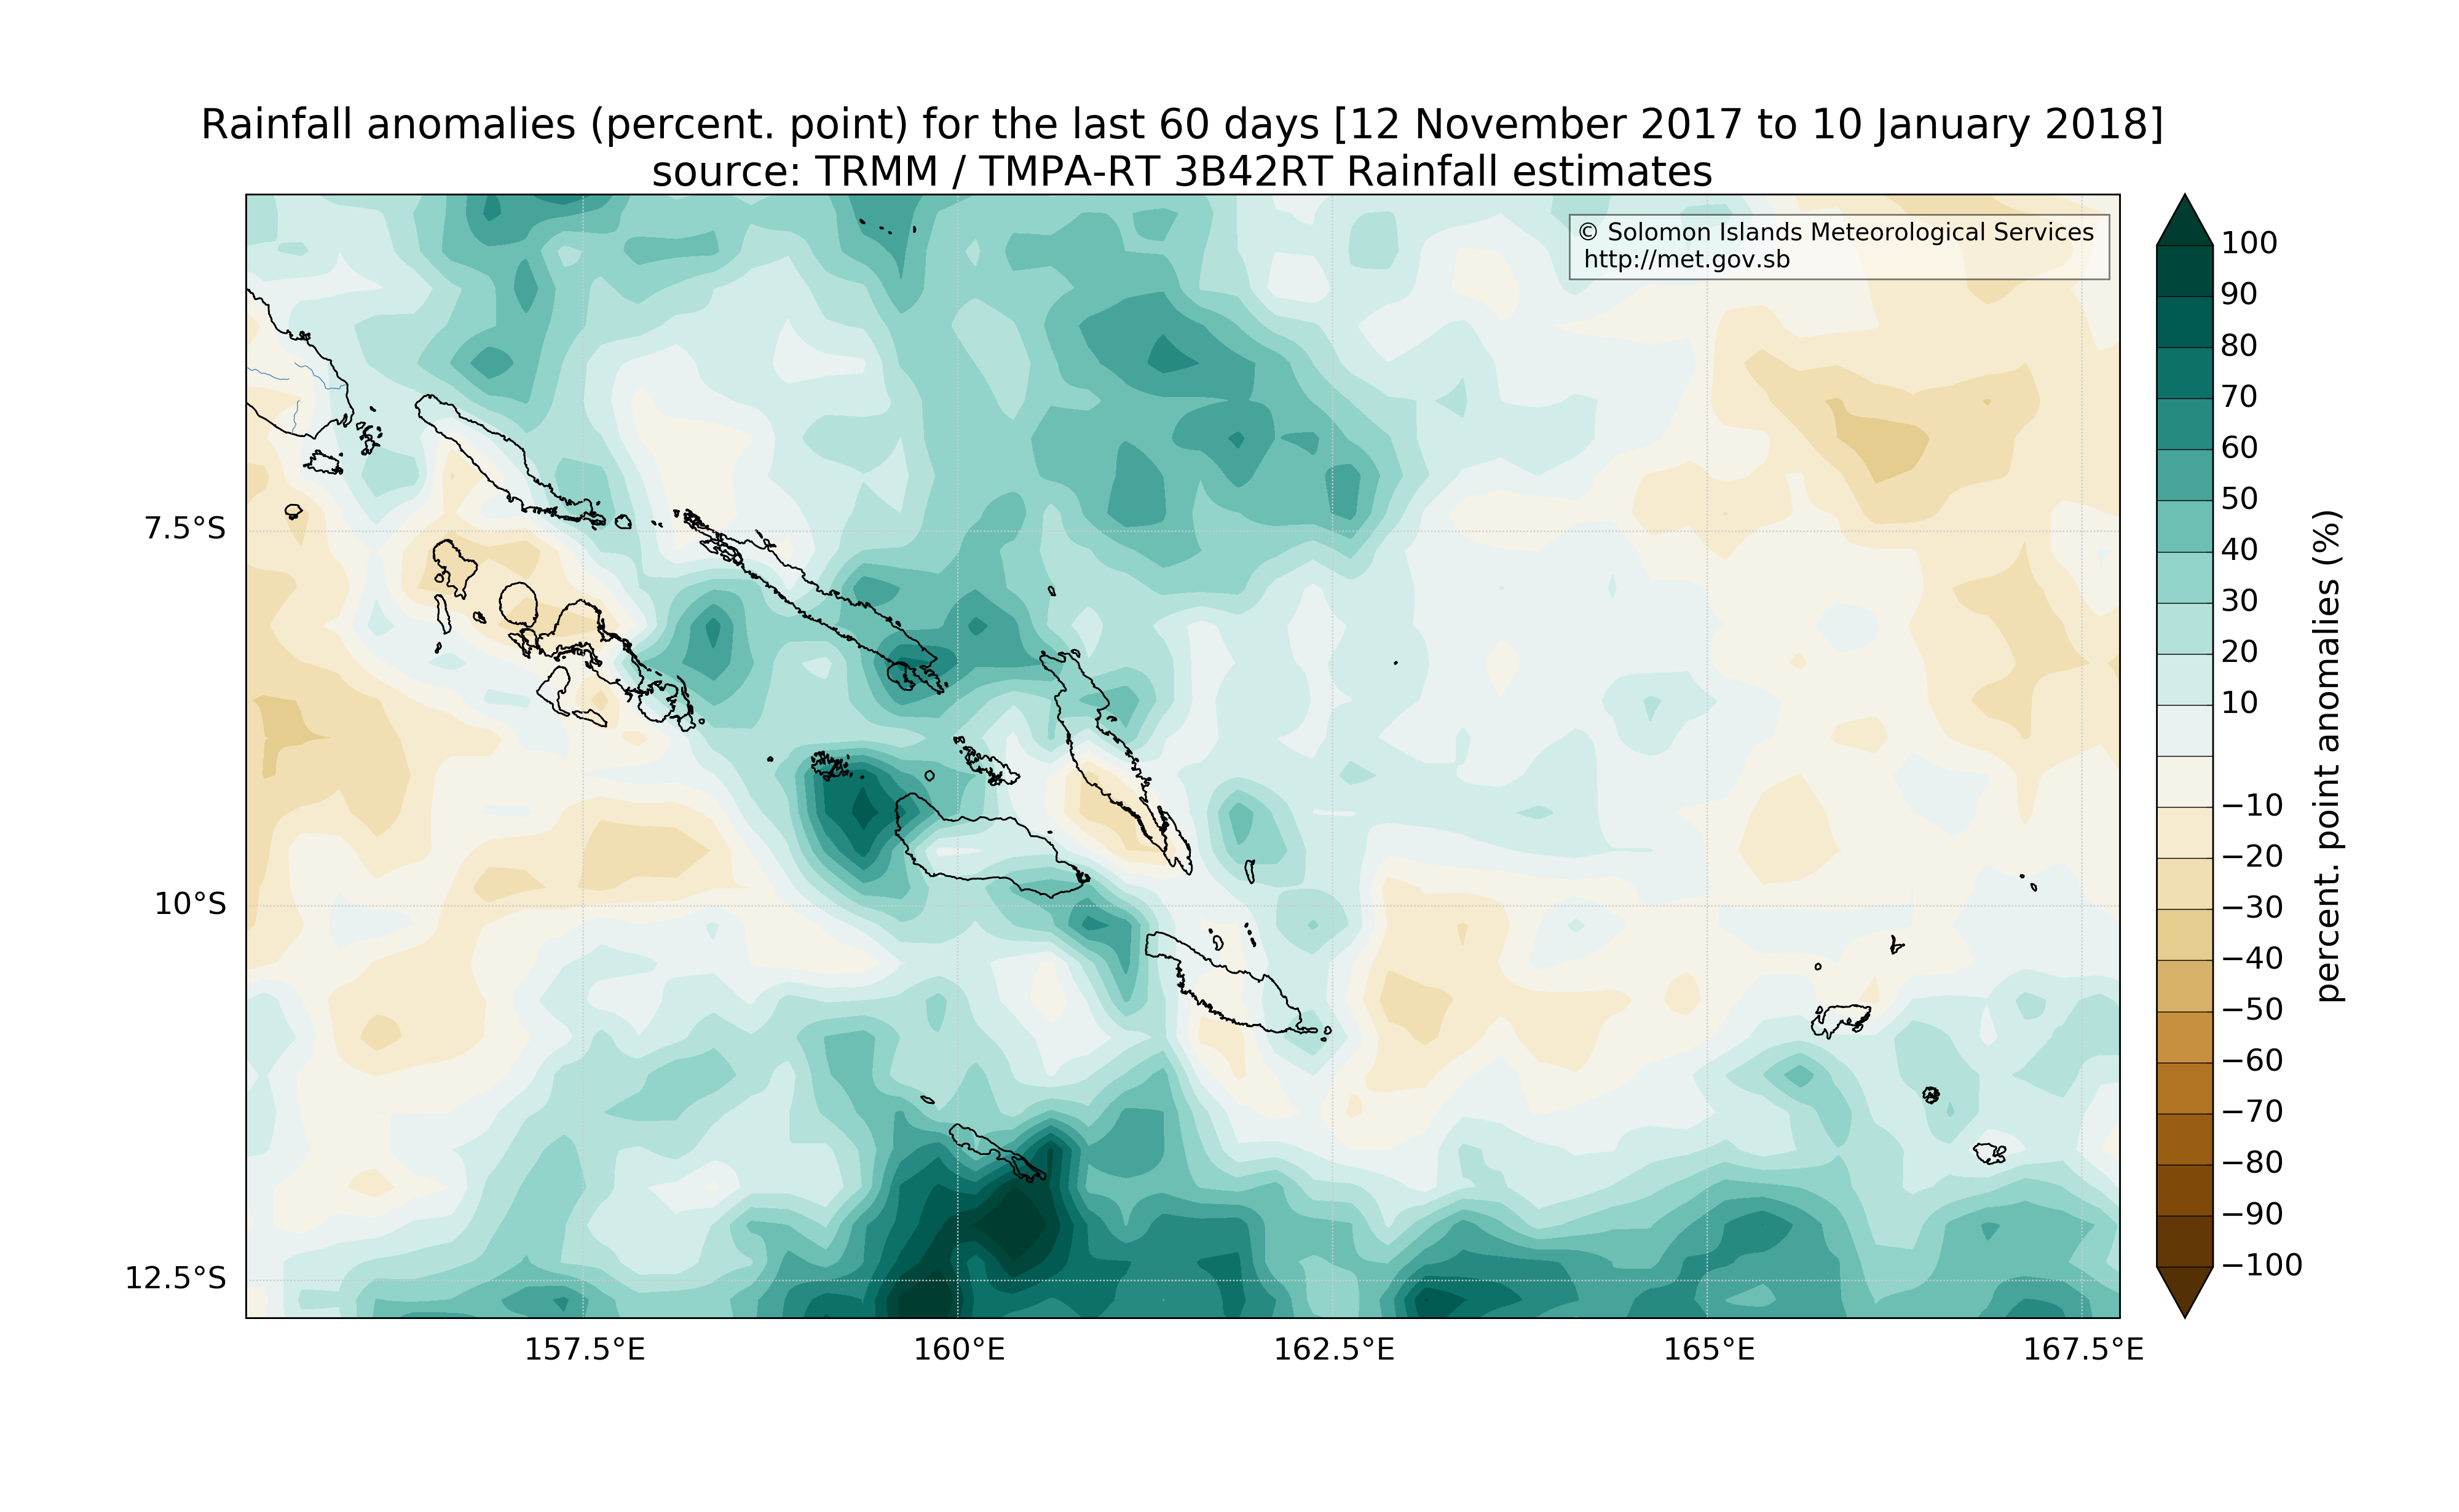 Rainfall anomalies (percent. point) for the last 60 days [12 November 2017 to 10 January 2018]
source: TRMM / TMPA-RT 3B42RT Rainfall estimates
© Solomon Islands Meteorological Services
http://met.gov.sb
7.5°S
10°S
12.5°S
157.5°E
160°E
162.5°E
165°E
167.5°E
100
90
80
70
60
50
40
30
20
10
−10
−20
−30
−40
−50
−60
−70
−80
−90
−100
percent. point anomalies (%)